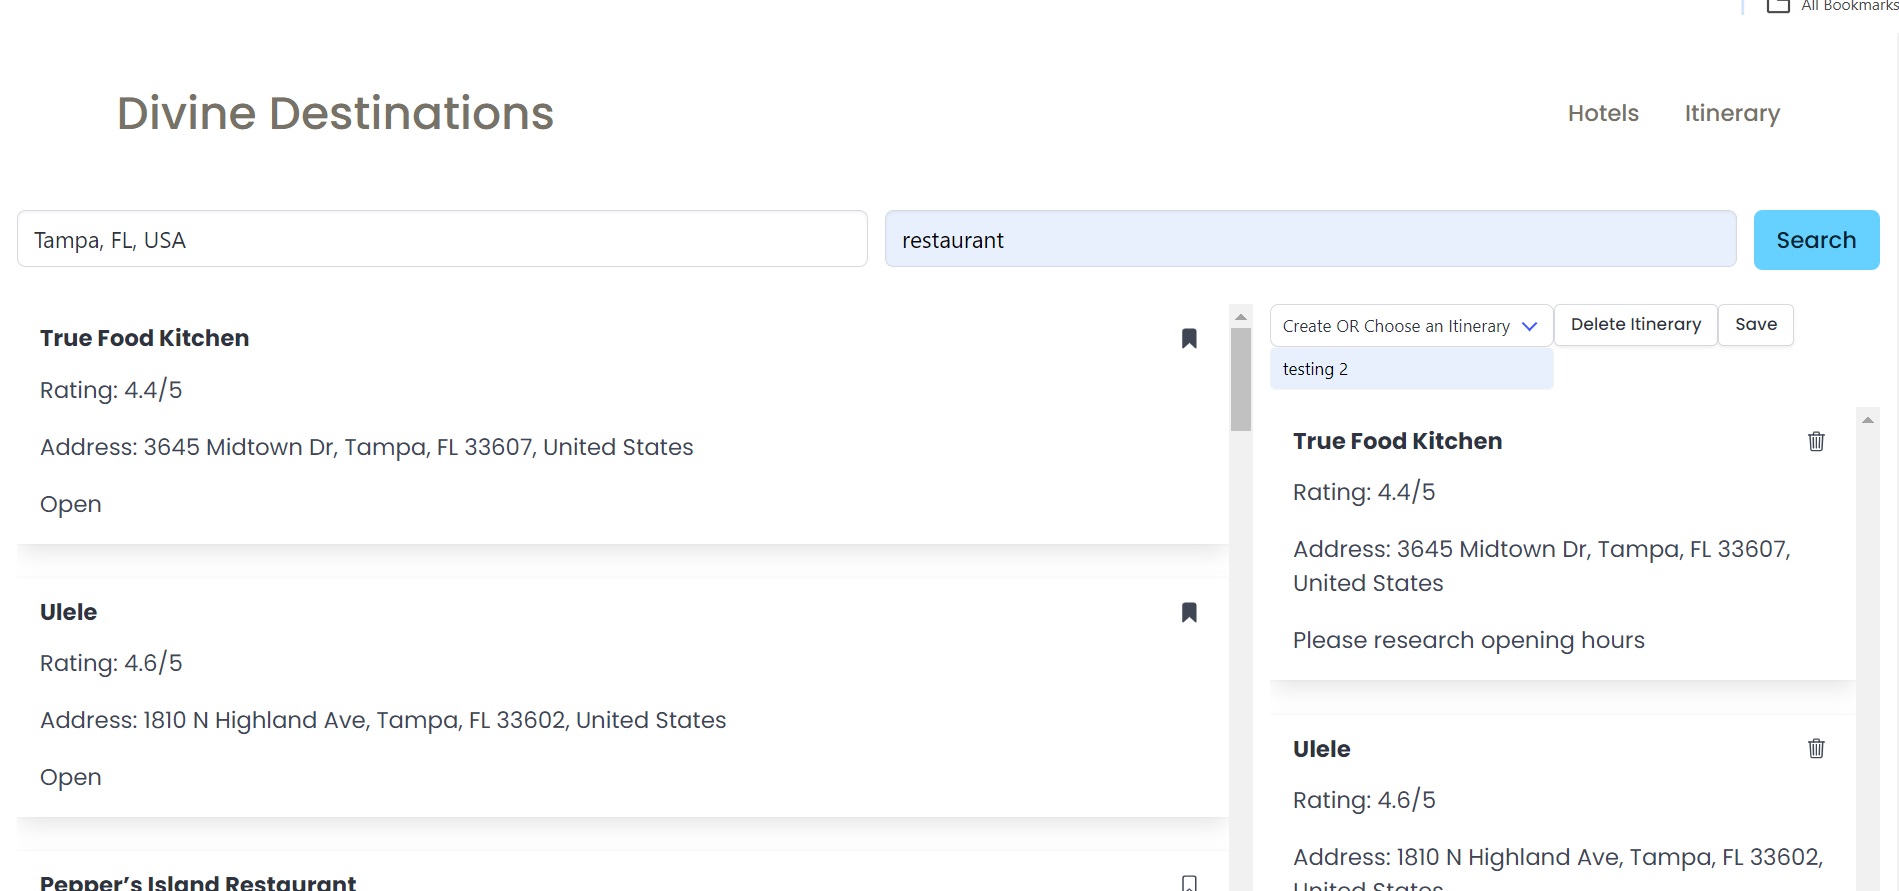 All Bookmarks
Divine Destinations
Hotels
Itinerary
Tampa, FL, USA
restaurant
Search
True Food Kitchen
Rating: 4.4/5
Address: 3645 Midtown Dr, Tampa, FL 33607, United States
Open
Ulele
Rating: 4.6/5
Address: 1810 N Highland Ave, Tampa, FL 33602, United States
Open
Pepper’s Island Restaurant
Create OR Choose an Itinerary
Delete Itinerary
Save
testing 2
True Food Kitchen
Rating: 4.4/5
Address: 3645 Midtown Dr, Tampa, FL 33607,
United States
Please research opening hours
Ulele
Rating: 4.6/5
Address: 1810 N Highland Ave, Tampa, FL 33602,
United States